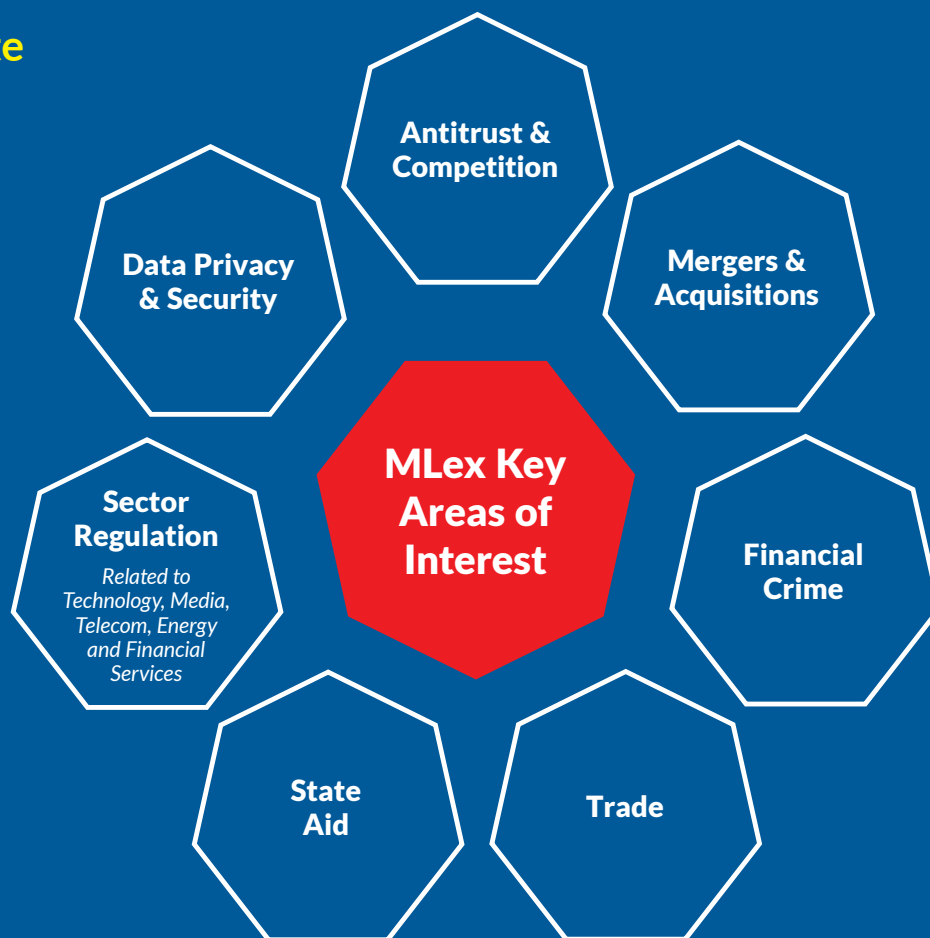 Antitrust &
Competition
Mergers &
Acquisitions
Data Privacy
& Security
MLex Key
Areas of
Interest
Sector
Regulation
Related to
Technology, Media,
Telecom, Energy
and Financial
Services
Financial
Crime
State
Aid
Trade